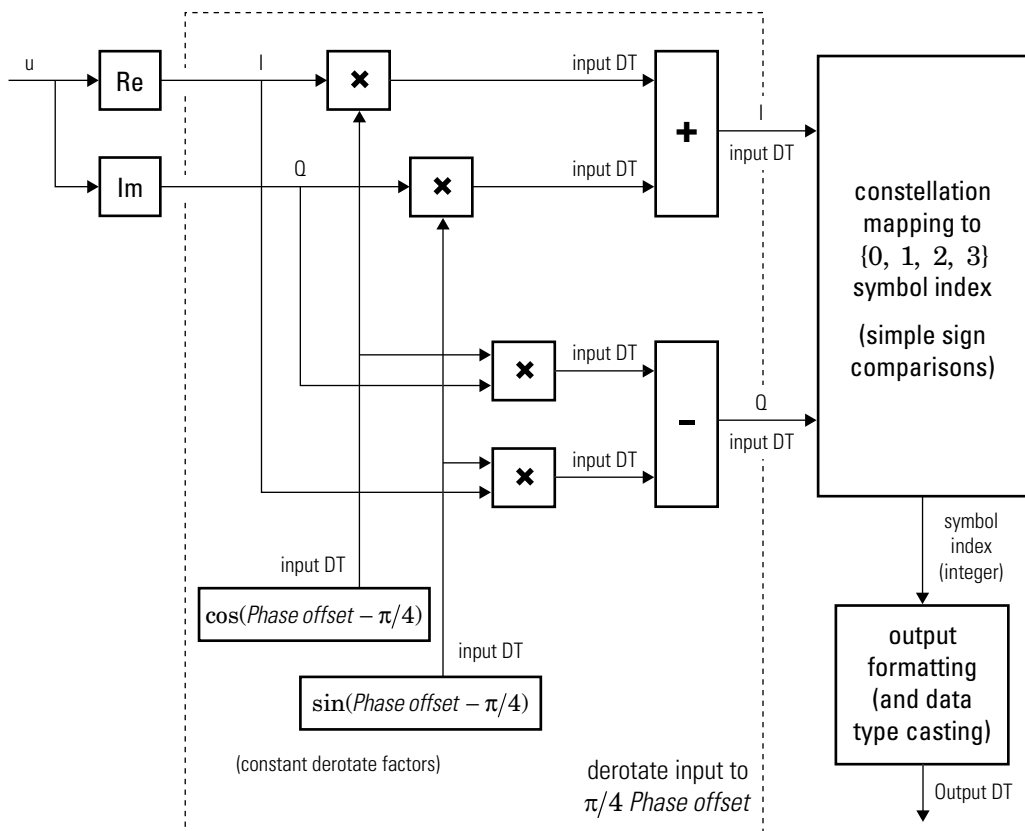 u
Re
I
×
input DT
+
I
input DT
Im
Q
×
input DT
constellation
mapping to
{0, 1, 2, 3}
symbol index
(simple sign
comparisons)
×
input DT
-
Q
input DT
×
input DT
input DT
cos(Phase offset – π/4)
input DT
sin(Phase offset – π/4)
(constant derotate factors)
derotate input to
π/4 Phase offset
symbol
index
(integer)
output
formatting
(and data
type casting)
Output DT